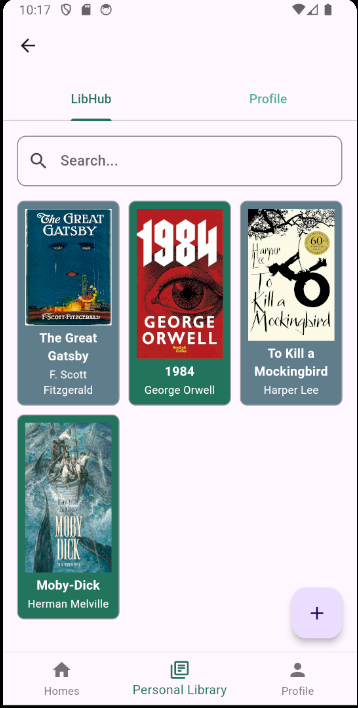 10:17
LibHub
Profile
Search...
The GREAT
GATSBY
F·SCOTT·FITZGERALD
The Great
Gatsby
F. Scott
Fitzgerald
1984
GEORGE
ORWELL
1984
George Orwell
Harper
Lee
60
To
Kill a
Mockingbird
To Kill a
Mockingbird
Harper Lee
MOBY
DICK
Moby-Dick
Herman Melville
+
Homes
Personal Library
Profile